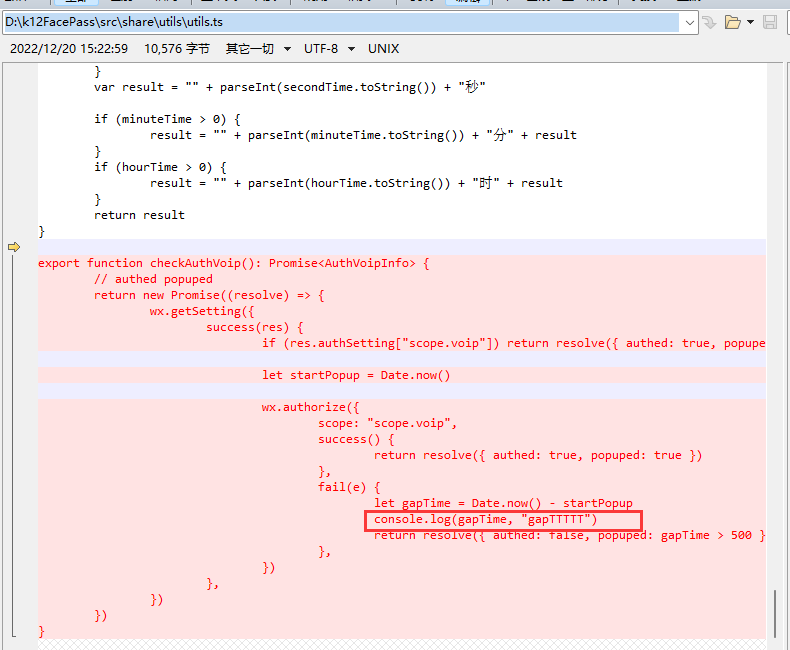 D:\k12FacePass\src\share\utils\utils.ts
2022/12/20 15:22:59 10,576 字节 其它一切 UTF-8 UNIX
}
var result = "" + parseInt(secondTime.toString()) + "秒"
if (minuteTime > 0) {
result = "" + parseInt(minuteTime.toString()) + "分" + result
}
if (hourTime > 0) {
result = "" + parseInt(hourTime.toString()) + "时" + result
}
return result
}
export function checkAuthVoip(): Promise<AuthVoipInfo> {
// authed popuped
return new Promise((resolve) => {
wx.getSetting({
success(res) {
if (res.authSetting["scope.voip"]) return resolve({ authed: true, popupe
let startPopup = Date.now()
wx.authorize({
scope: "scope.voip",
success() {
return resolve({ authed: true, popuped: true })
},
fail(e) {
let gapTime = Date.now() - startPopup
console.log(gapTime, "gapTTTTT")
return resolve({ authed: false, popuped: gapTime > 500 }
},
})
},
})
})
}